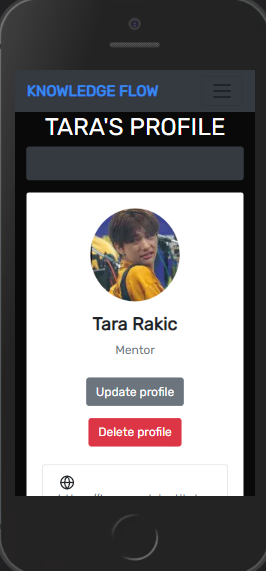 KNOWLEDGE FLOW
TARA'S PROFILE
Tara Rakic
Mentor
Update profile
Delete profile